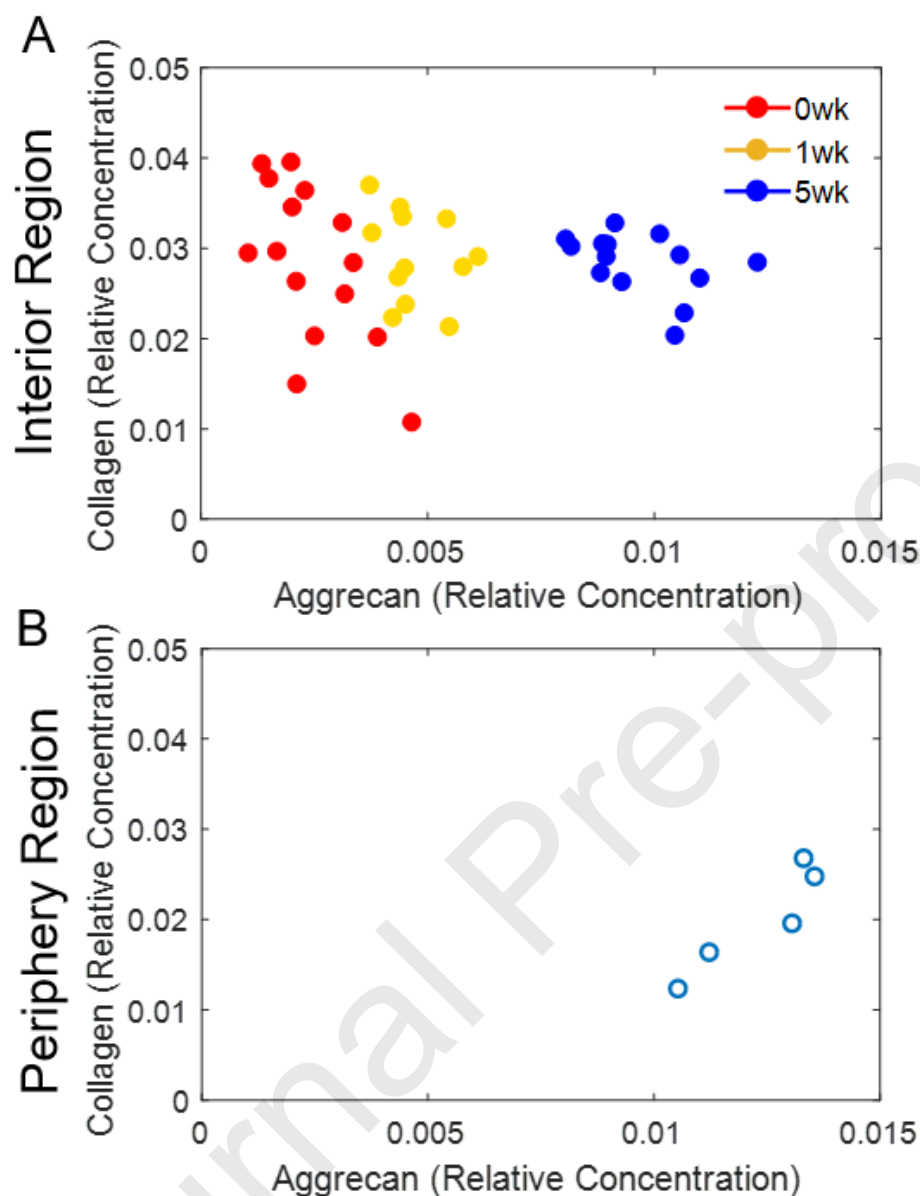 A
Interior Region
Collagen (Relative Concentration)
0.05
0.04
0.03
0.02
0.01
0
0wk
1wk
5wk
0
0.005
0.01
0.015
Aggrecan (Relative Concentration)
B
Periphery Region
Collagen (Relative Concentration)
0.05
0.04
0.03
0.02
0.01
0
0
0.005
0.01
0.015
Aggrecan (Relative Concentration)
urnal Pre-pro